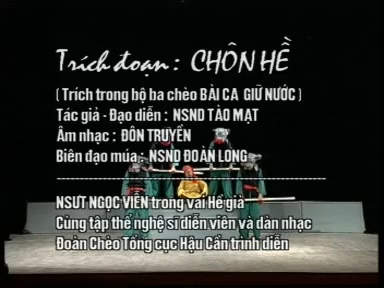 Trích đoạn : CHÔN HỀ
( Trích trong bộ ba chèo BÀI CA GIỮ NƯỚC )
Tác giả - Đạo diễn : NSND TÀO MẠT
Âm nhạc : ĐÔN TRUYỀN
Biên đạo múa : NSND ĐOÀN LONG
NSƯT NGỌC VIỄN trong vai Hề già
Cùng tập thể nghệ sĩ diễn viên và dàn nhạc
Đoàn Chèo Tổng cục Hậu Cần trình diễn